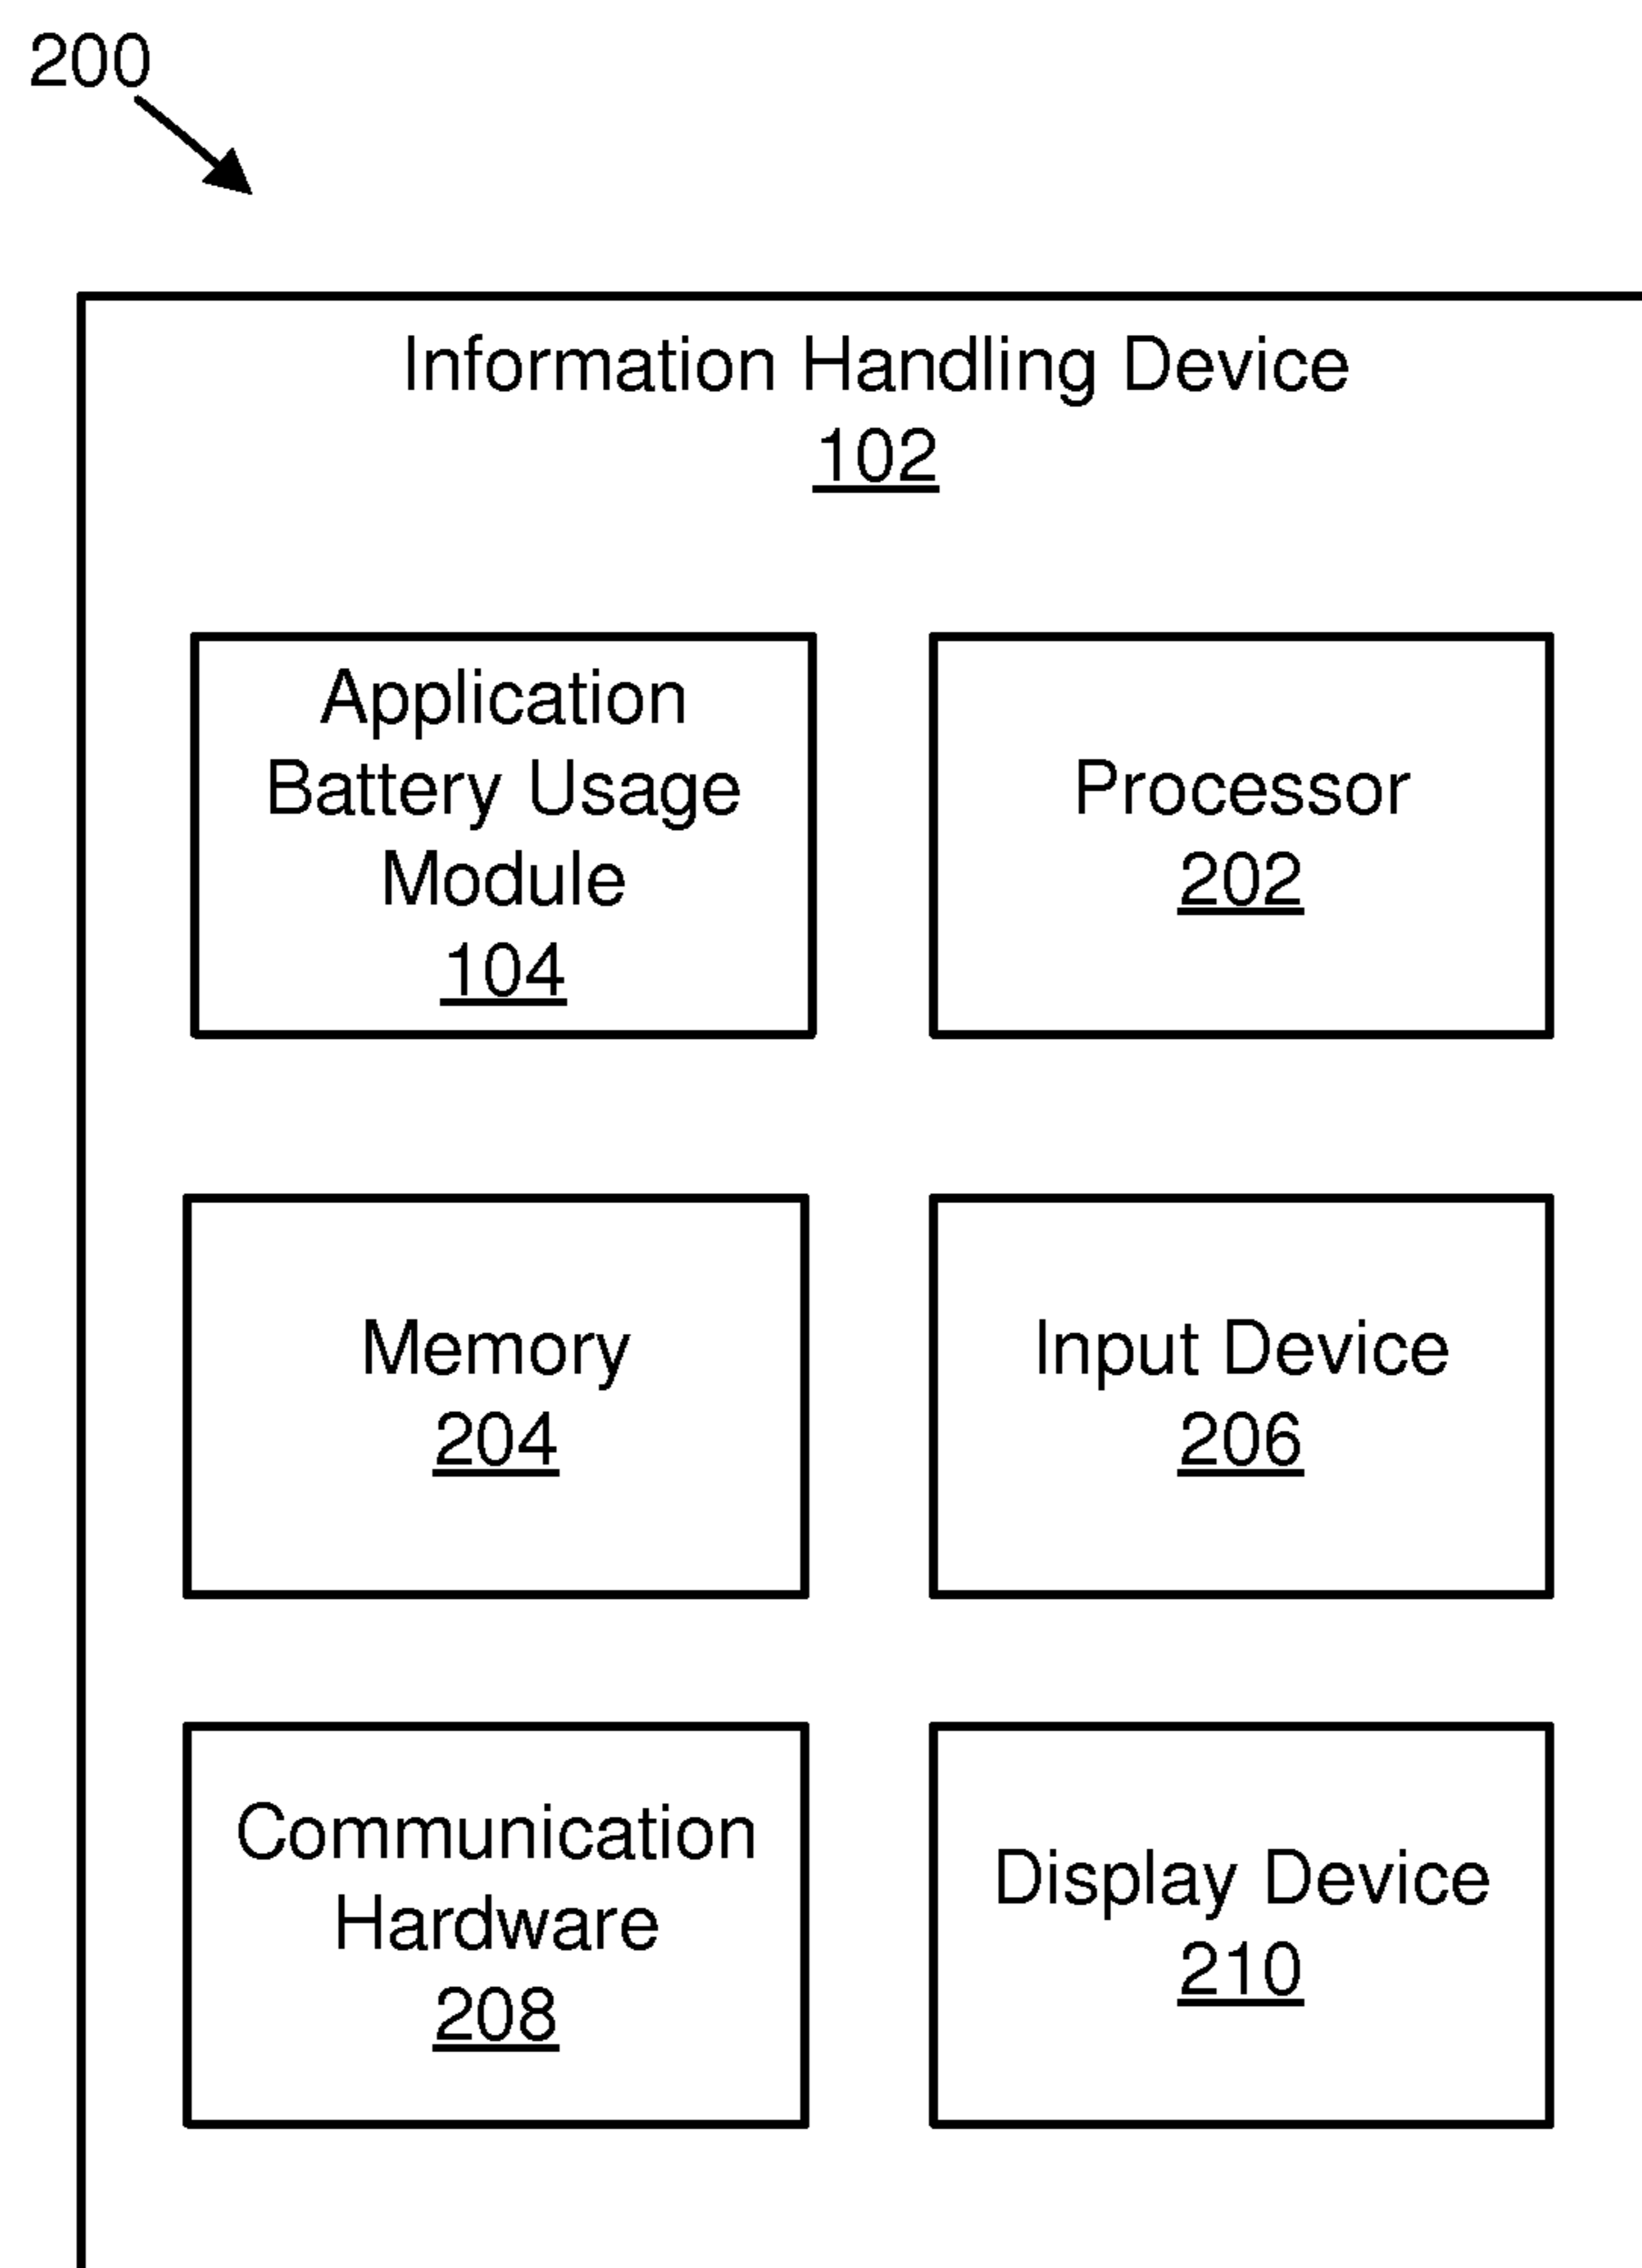 200
Information Handling Device
102
Application
Battery Usage
Module
104
Processor
202
Memory
204
Input Device
206
Communication
Hardware
208
Display Device
210